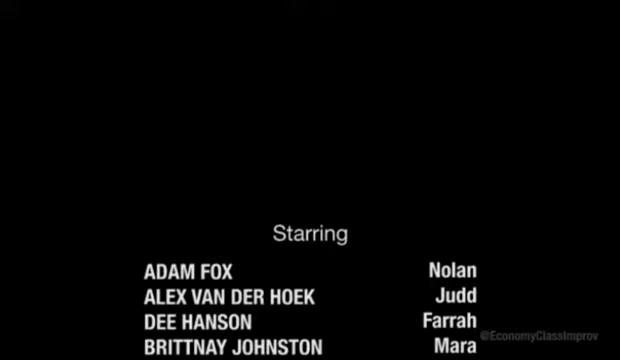 Starring
ADAM FOX Nolan
ALEX VAN DER HOEK Judd
DEE HANSON Farrah
@EconomyClassImprov
BRITTNAY JOHNSTON Mara